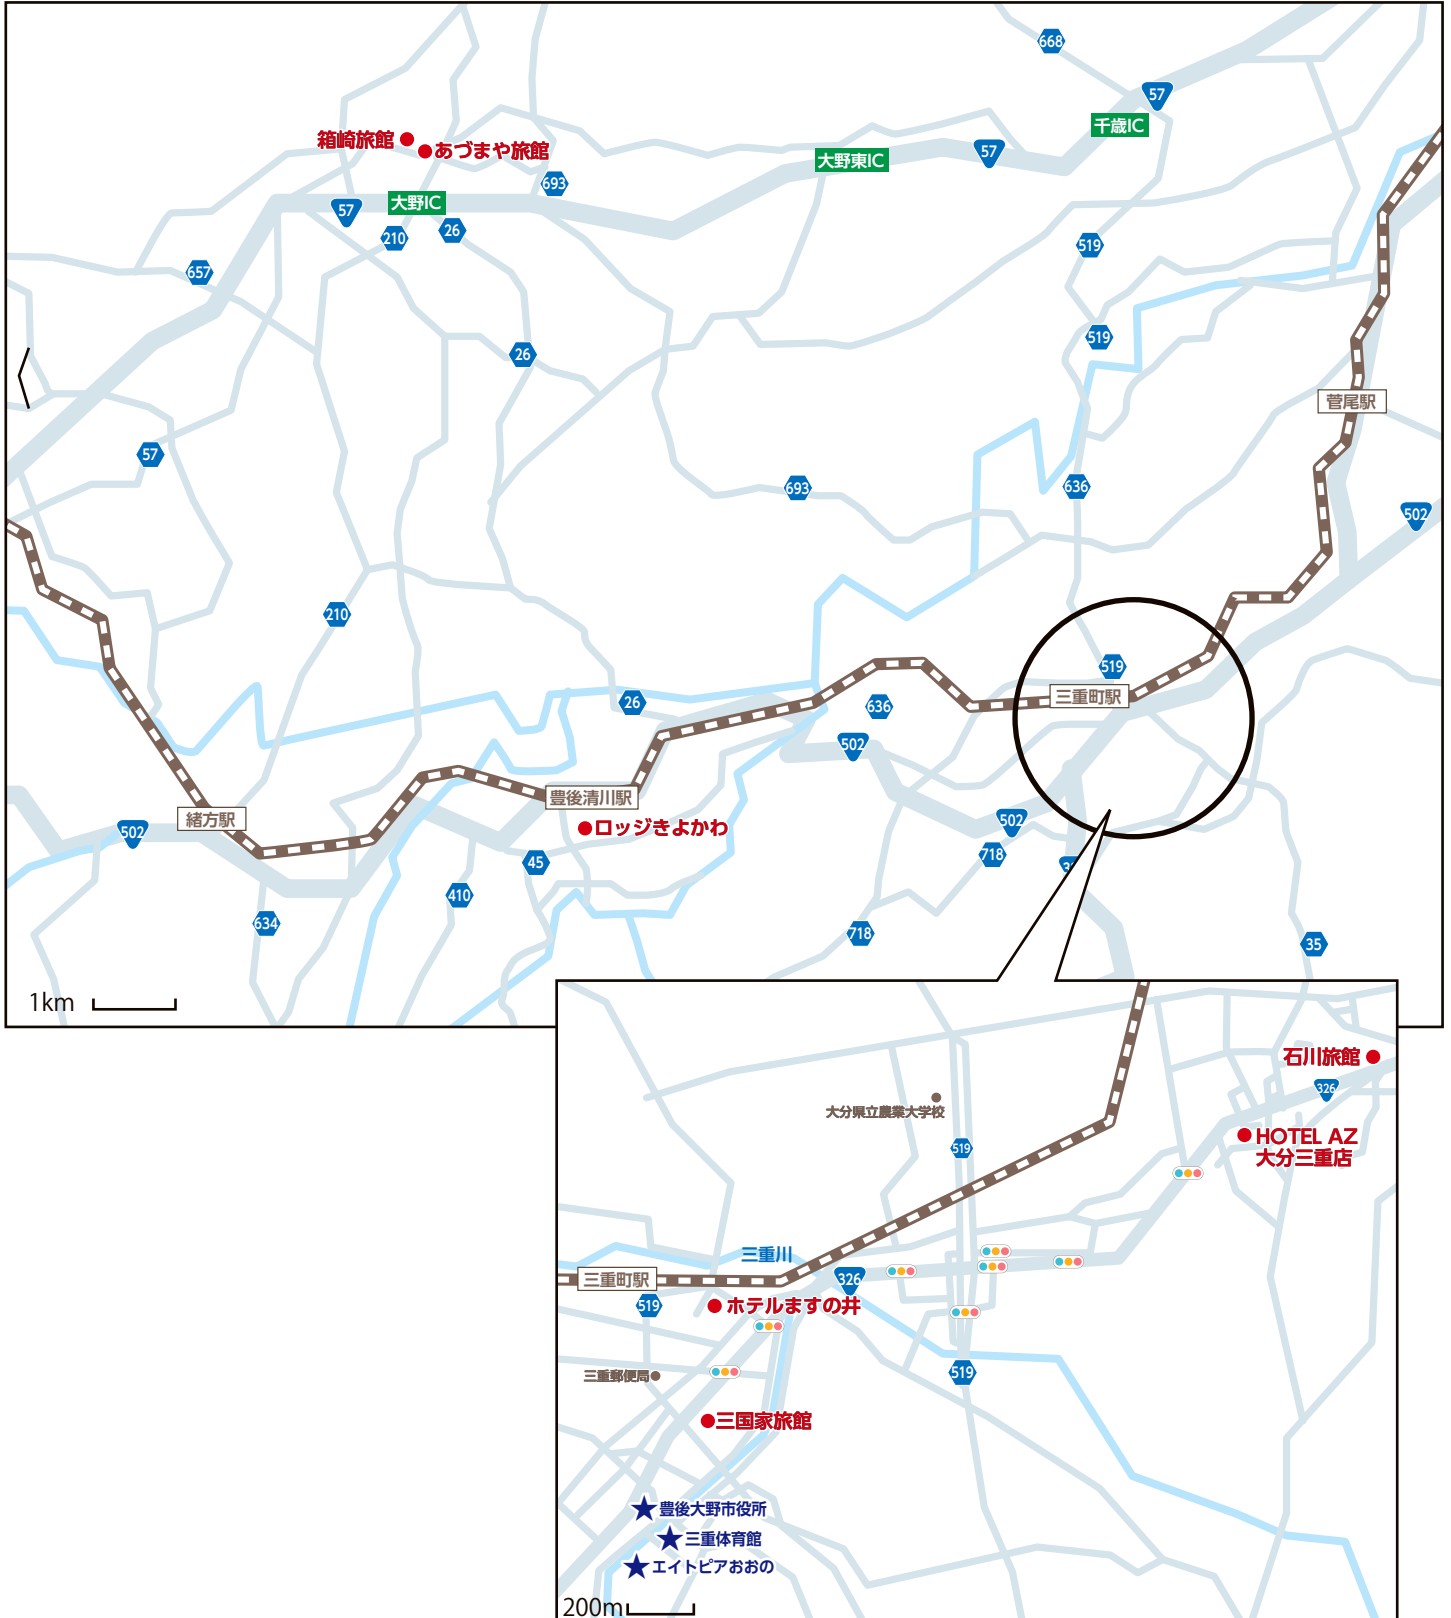 668
57
千歳IC
箱崎旅館
あづまや旅館
大野東IC
57
693
大野IC
57
210
26
519
657
519
26
菅尾駅
57
693
636
502
210
519
三重町駅
26
636
502
豊後清川駅
緒方駅
502
ロッジきよかわ
502
45
718
410
634
718
35
1km
石川旅館
326
大分県立農業大学校
HOTEL AZ
大分三重店
519
三重川
三重町駅
326
519
ホテルますの井
三重郵便局
519
三国家旅館
豊後大野市役所
三重体育館
エイトピアおおの
200m